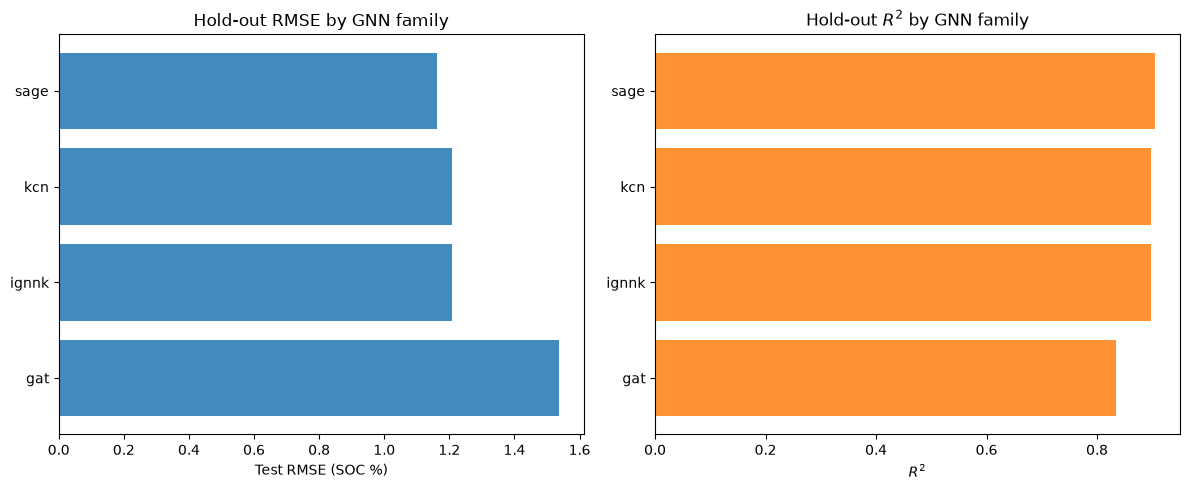 Hold-out RMSE by GNN family
sage
kcn
ignnk
gat
0.0 0.2 0.4 0.6 0.8 1.0 1.2 1.4 1.6
Test RMSE (SOC %)
Hold-out R² by GNN family
sage
kcn
ignnk
gat
0.0 0.2 0.4 0.6 0.8
R²